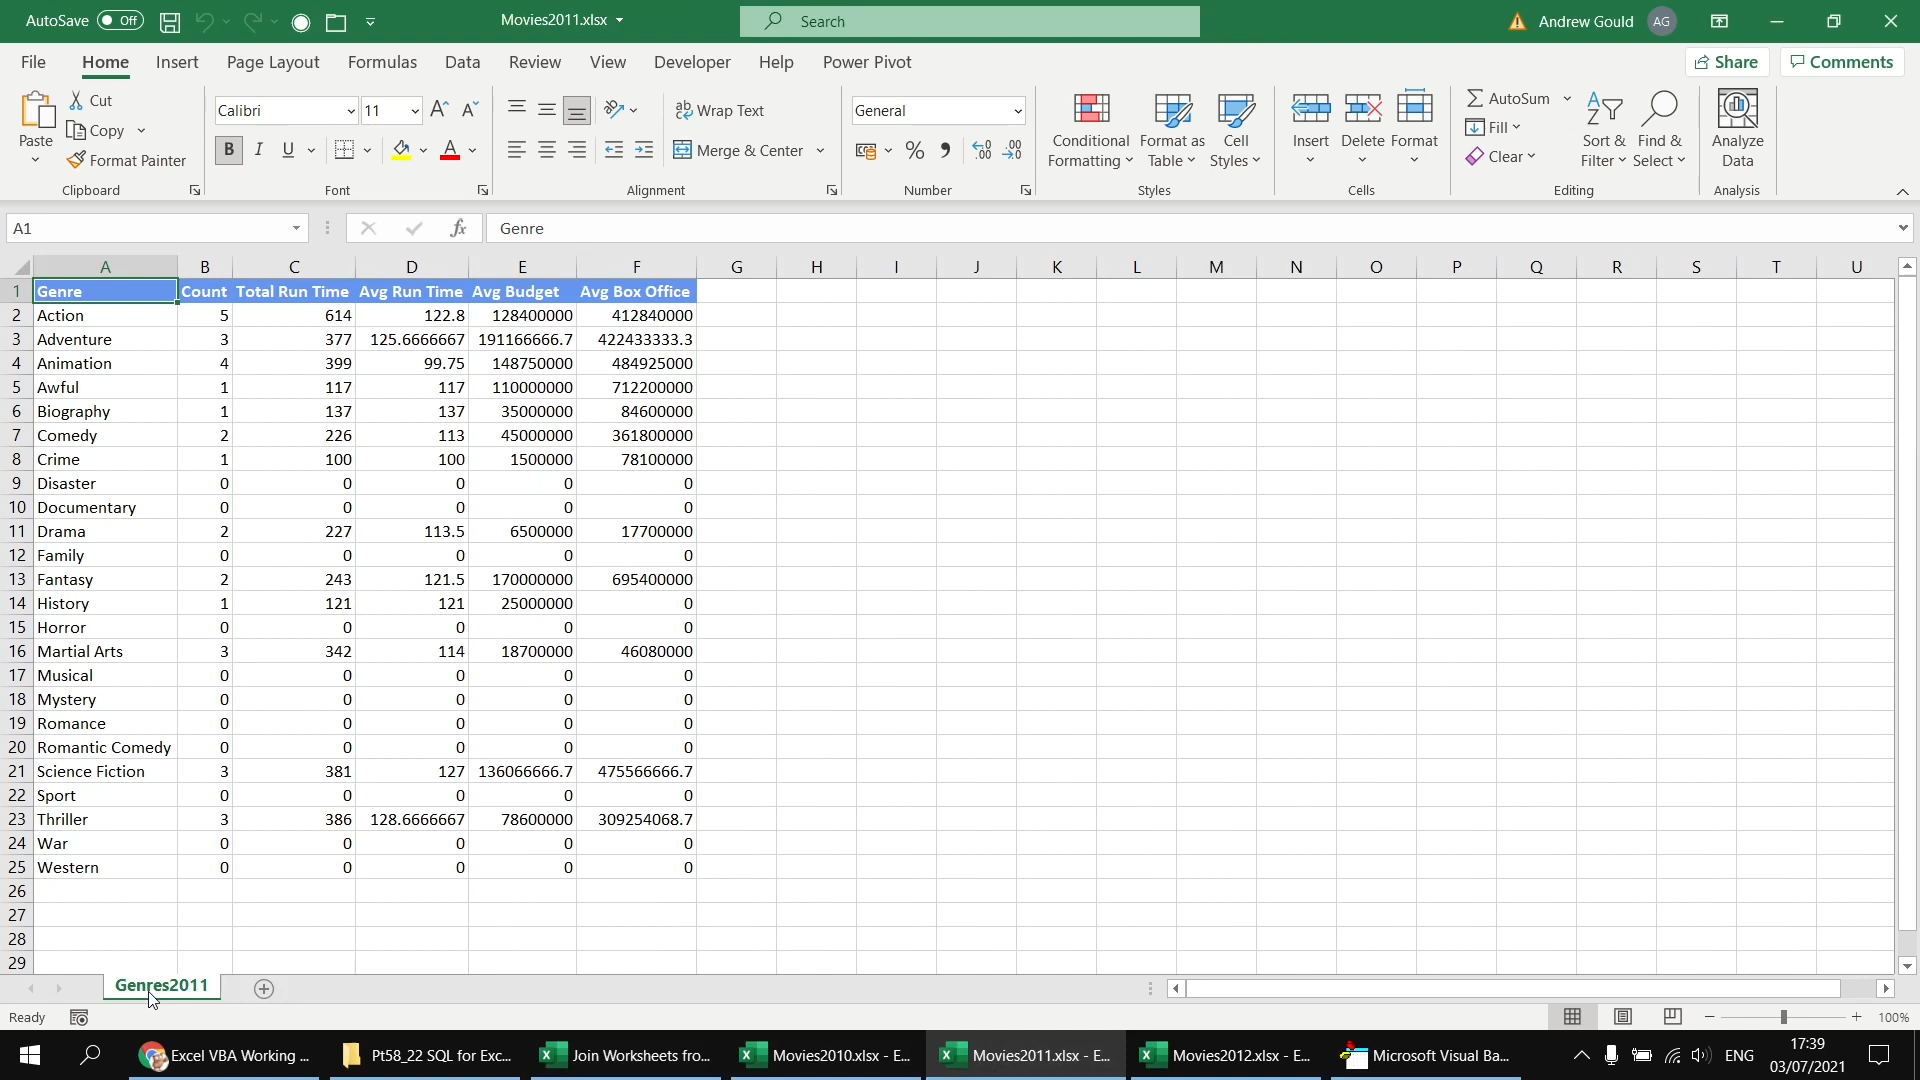 AutoSave Off Movies2011.xlsx Search Andrew Gould AG
File Home Insert Page Layout Formulas Data Review View Developer Help Power Pivot Share Comments
Paste Cut Copy Format Painter Clipboard
Calibri 11 B I U A Font
Wrap Text Merge & Center Alignment
General % Number
Conditional Formatting Format as Table Cell Styles Styles
Insert Delete Format Cells
AutoSum Fill Clear Sort & Filter Find & Select Editing
Analyze Data Analysis
A1 fx Genre
A B C D E F G H I J K L M N O P Q R S T U
1 Genre Count Total Run Time Avg Run Time Avg Budget Avg Box Office
2 Action 5 614 122.8 128400000 412840000
3 Adventure 3 377 125.6666667 191166666.7 422433333.3
4 Animation 4 399 99.75 148750000 484925000
5 Awful 1 117 117 110000000 712200000
6 Biography 1 137 137 35000000 84600000
7 Comedy 2 226 113 45000000 361800000
8 Crime 1 100 100 1500000 78100000
9 Disaster 0 0 0 0 0
10 Documentary 0 0 0 0 0
11 Drama 2 227 113.5 6500000 17700000
12 Family 0 0 0 0 0
13 Fantasy 2 243 121.5 170000000 695400000
14 History 1 121 121 25000000 0
15 Horror 0 0 0 0 0
16 Martial Arts 3 342 114 18700000 46080000
17 Musical 0 0 0 0 0
18 Mystery 0 0 0 0 0
19 Romance 0 0 0 0 0
20 Romantic Comedy 0 0 0 0 0
21 Science Fiction 3 381 127 136066666.7 475566666.7
22 Sport 0 0 0 0 0
23 Thriller 3 386 128.6666667 78600000 309254068.7
24 War 0 0 0 0 0
25 Western 0 0 0 0 0
26
27
28
29
Genres2011
Ready 100%
Excel VBA Working ... Pt58_22 SQL for Exc... Join Worksheets fro... Movies2010.xlsx - E... Movies2011.xlsx - E... Movies2012.xlsx - E... Microsoft Visual Ba... ENG 17:39
03/07/2021